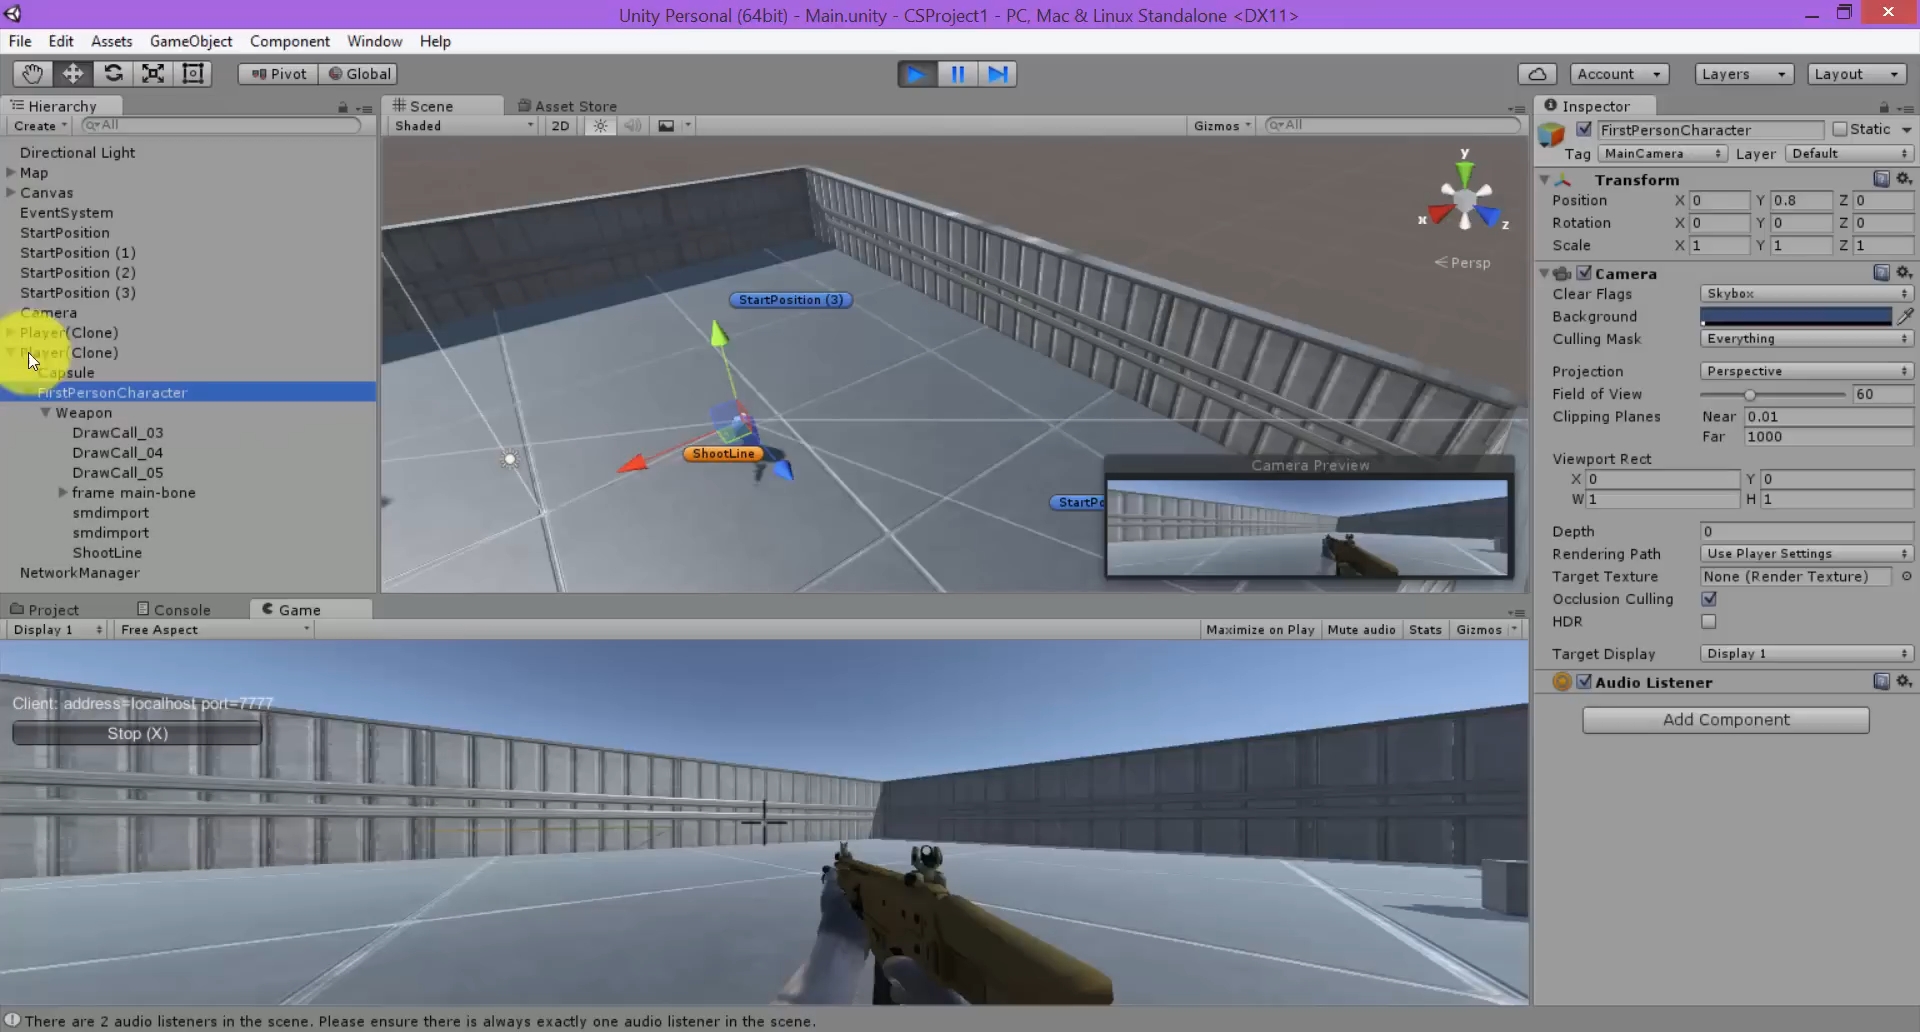 Unity Personal (64bit) - Main.unity - CSProject1 - PC, Mac & Linux Standalone <DX11>
File Edit Assets GameObject Component Window Help
Pivot Global Account Layers Layout
Hierarchy
Create All
Directional Light
Map
Canvas
EventSystem
StartPosition
StartPosition (1)
StartPosition (2)
StartPosition (3)
Camera
Player(Clone)
Player(Clone)
Capsule
FirstPersonCharacter
Weapon
DrawCall_03
DrawCall_04
DrawCall_05
frame main-bone
smdimport
smdimport
ShootLine
NetworkManager
Scene Asset Store
Shaded 2D Gizmos All
y
x
z
Persp
StartPosition (3)
ShootLine
StartPo
Camera Preview
Project Console Game
Display 1 Free Aspect Maximize on Play Mute audio Stats Gizmos
Client: address=localhost port=7777
Stop (X)
Inspector
FirstPersonCharacter Static
Tag MainCamera Layer Default
Transform
Position X 0 Y 0.8 Z 0
Rotation X 0 Y 0 Z 0
Scale X 1 Y 1 Z 1
Camera
Clear Flags Skybox
Background
Culling Mask Everything
Projection Perspective
Field of View 60
Clipping Planes Near 0.01
Far 1000
Viewport Rect
X 0 Y 0
W 1 H 1
Depth 0
Rendering Path Use Player Settings
Target Texture None (Render Texture)
Occlusion Culling
HDR
Target Display Display 1
Audio Listener
Add Component
There are 2 audio listeners in the scene. Please ensure there is always exactly one audio listener in the scene.